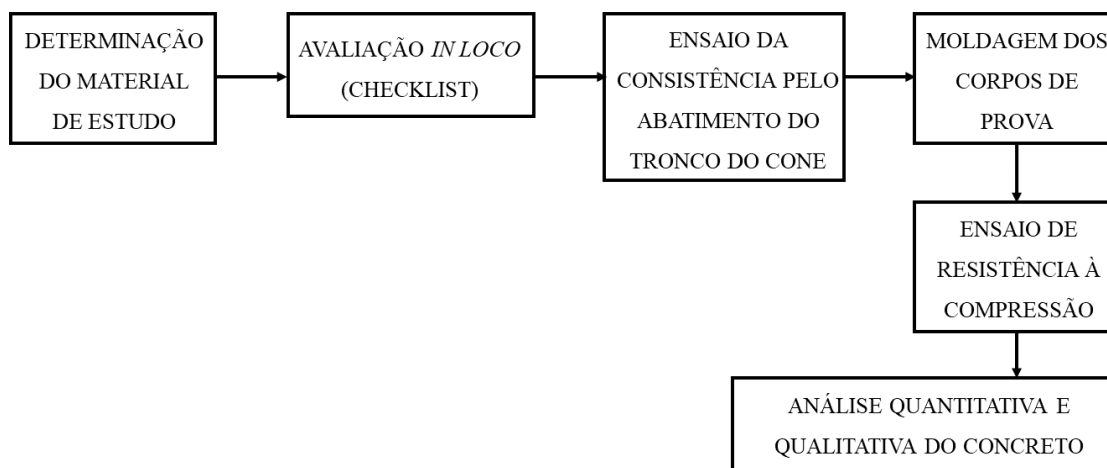 DETERMINAÇÃO
DO MATERIAL
DE ESTUDO
AVALIAÇÃO IN LOCO
(CHECKLIST)
ENSAIO DA
CONSISTÊNCIA PELO
ABATIMENTO DO
TRONCO DO CONE
MOLDAGEM DOS
CORPOS DE
PROVA
ENSAIO DE
RESISTÊNCIA À
COMPRESSÃO
ANÁLISE QUANTITATIVA E
QUALITATIVA DO CONCRETO